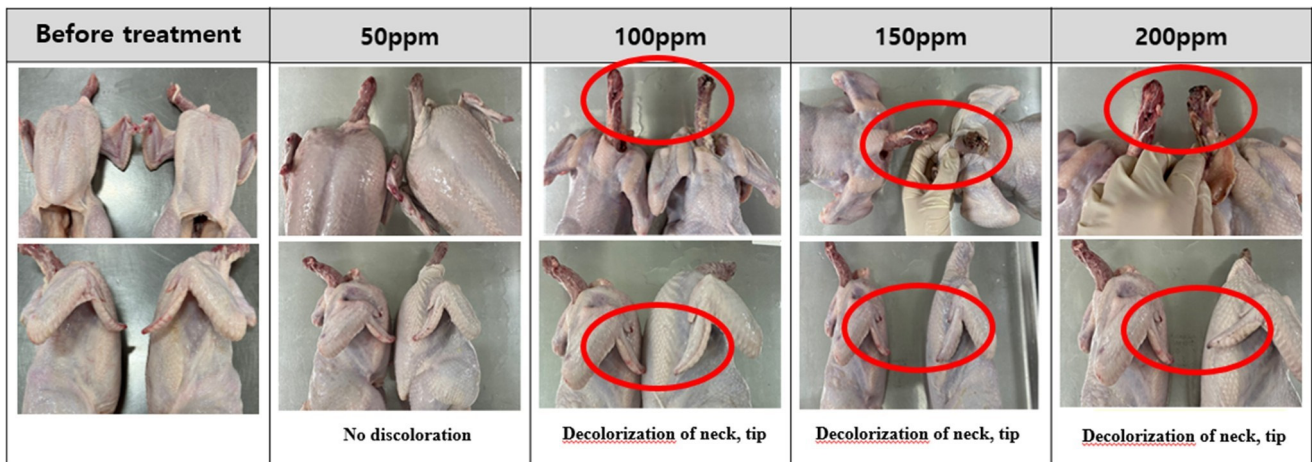 Before treatment
50ppm
100ppm
150ppm
200ppm
No discoloration
Decolorization of neck, tip
Decolorization of neck, tip
Decolorization of neck, tip